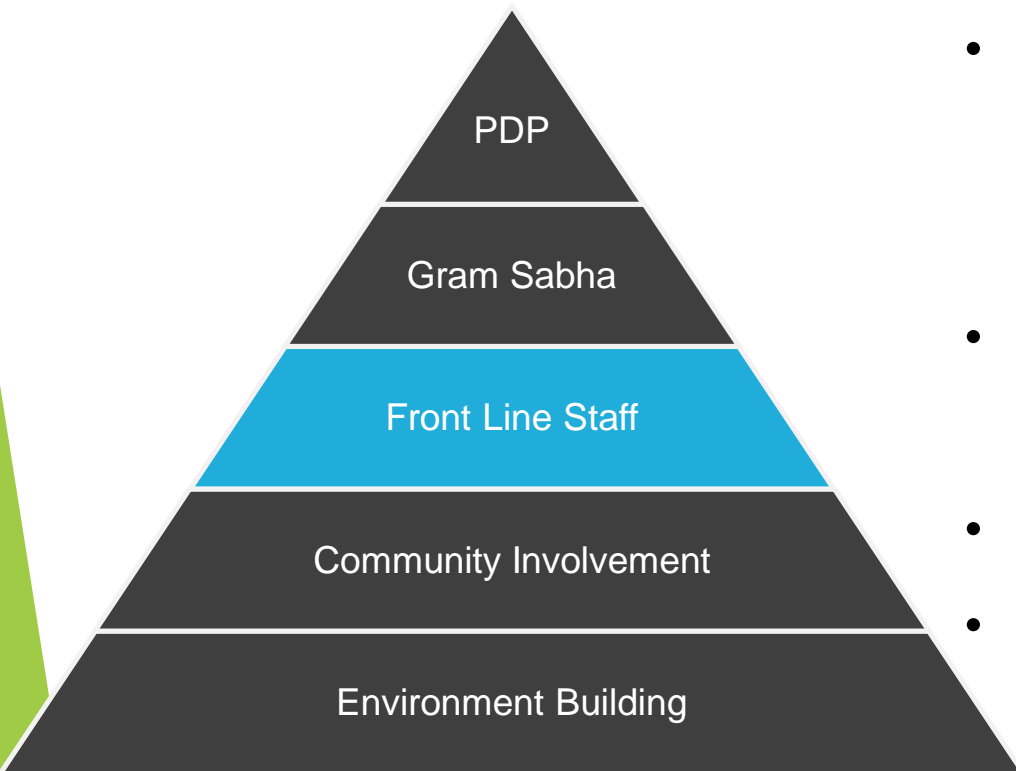 PDP
Gram Sabha
Front Line Staff
Community Involvement
Environment Building